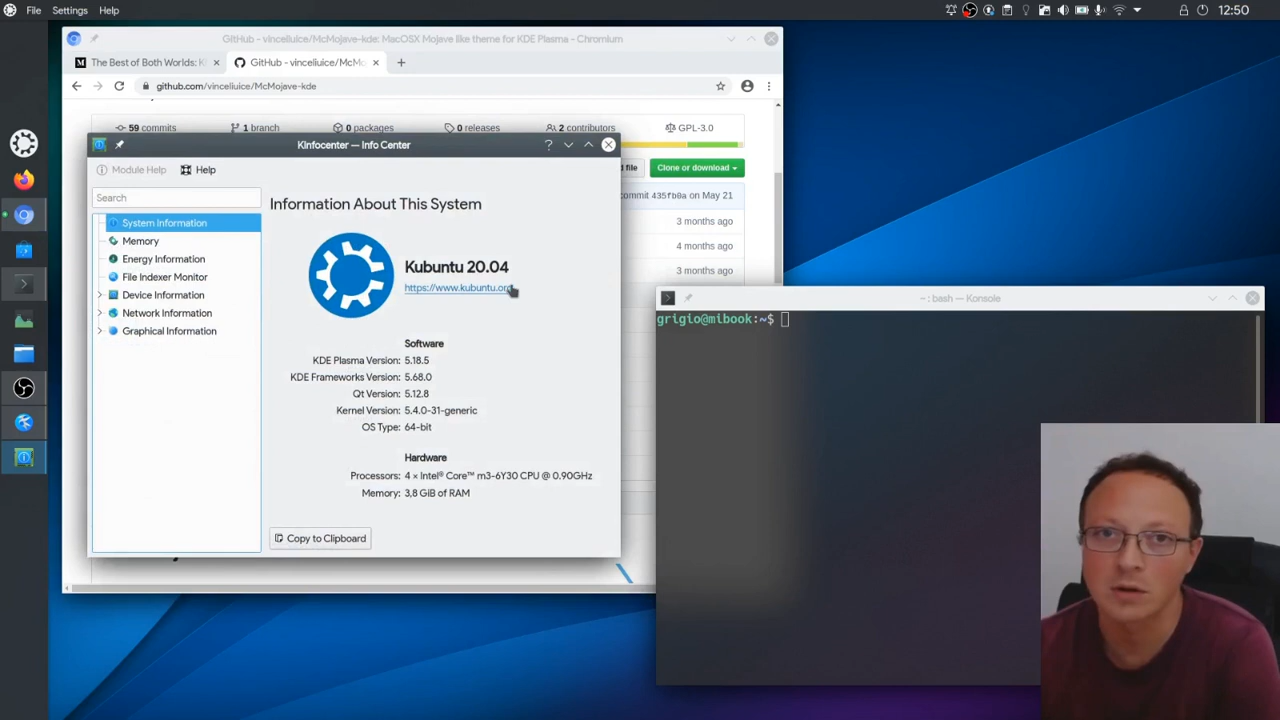 File Settings Help
12:50
GitHub - vinceliuice/McMojave-kde: MacOSX Mojave like theme for KDE Plasma - Chromium
The Best of Both Worlds: K
GitHub - vinceliuice/McMo
github.com/vinceliuice/McMojave-kde
59 commits 1 branch 0 packages 0 releases 2 contributors GPL-3.0
KInfocenter — Info Center
file Clone or download
Module Help Help
commit 435fb0a on May 21
Search
Information About This System
3 months ago
System Information
Memory
4 months ago
Energy Information
Kubuntu 20.04
3 months ago
File Indexer Monitor
https://www.kubuntu.org
Device Information
~ : bash — Konsole
Network Information
grigio@mibook:~$
Graphical Information
Software
KDE Plasma Version: 5.18.5
KDE Frameworks Version: 5.68.0
Qt Version: 5.12.8
Kernel Version: 5.4.0-31-generic
OS Type: 64-bit
Hardware
Processors: 4 × Intel® Core™ m3-6Y30 CPU @ 0.90GHz
Memory: 3,8 GiB of RAM
Copy to Clipboard